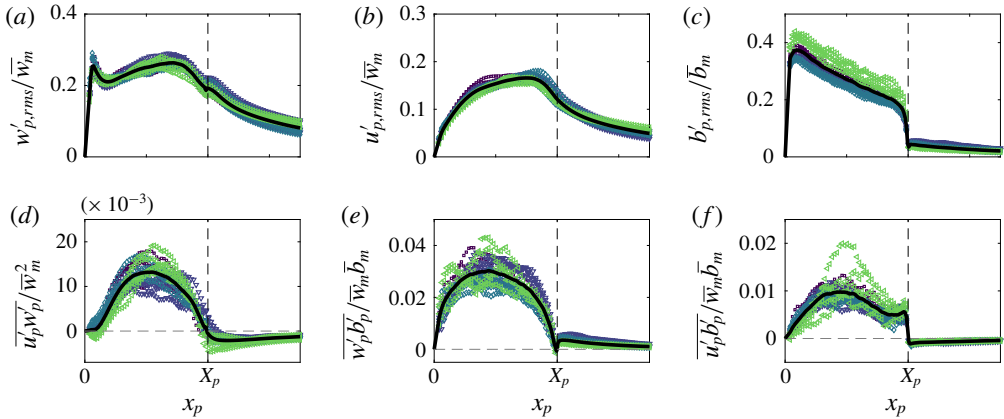 (a) (b) (c)
0.4 0.3 0.4
0.2 0.2 0.2
0.1
0 0 0
w′p,rms/w̅m u′p,rms/w̅m b′p,rms/b̅m
(d) (× 10−3) (e) (f)
20 0.04 0.02
10 0.02 0.01
0 0 0
u′pw′p/w̅2m w′pb′p/w̅mb̅m u′pb′p/w̅mb̅m
0 Xp 0 Xp 0 Xp
xp xp xp